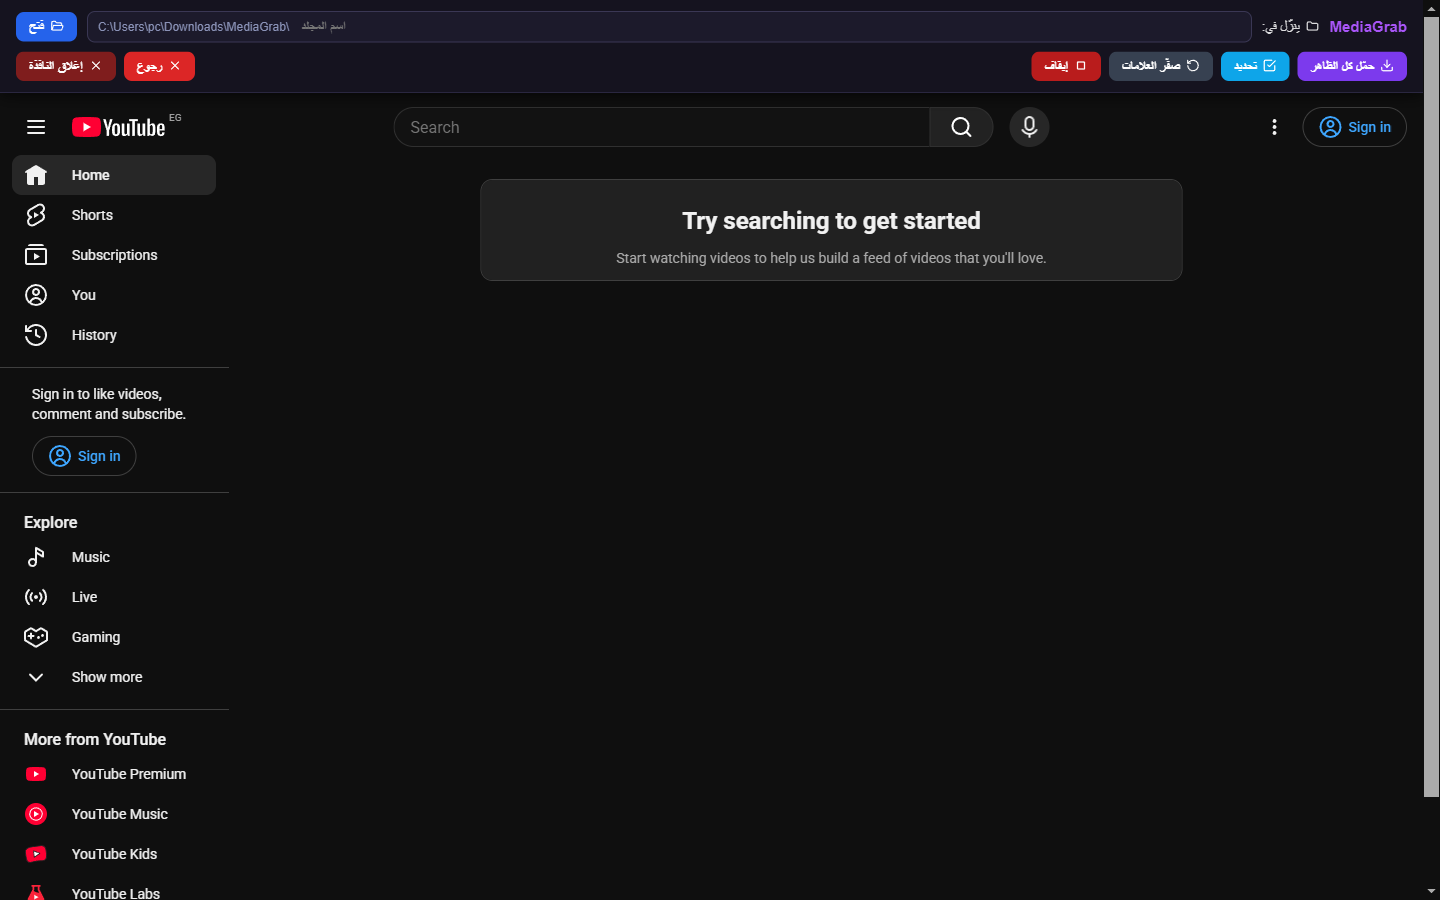 MediaGrab
ينزّل في:
C:\Users\pc\Downloads\MediaGrab\ اسم المجلد
فتح
حمّل كل الظاهر
تحديد
صفّر العلامات
إيقاف
رجوع
إغلاق النافذة
YouTube EG
Search
Sign in
Home
Shorts
Subscriptions
You
History
Try searching to get started
Start watching videos to help us build a feed of videos that you'll love.
Sign in to like videos,
comment and subscribe.
Sign in
Explore
Music
Live
Gaming
Show more
More from YouTube
YouTube Premium
YouTube Music
YouTube Kids
YouTube Labs